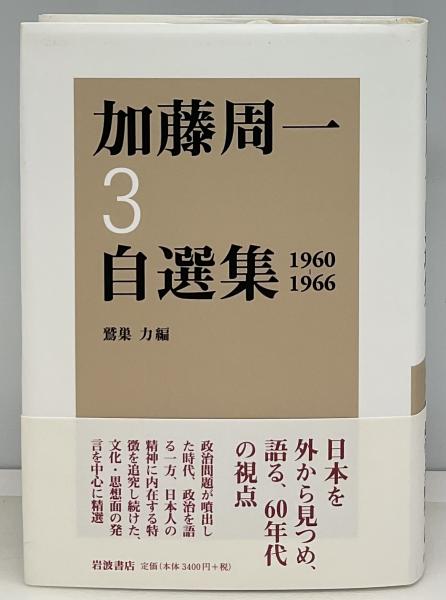 加藤周一
3
自選集
1960
-
1966
鷲巣 力編
日本を
外から見つめ、
語る、60年代
の視点
政治問題が噴出し
た時代、政治を語
る一方、日本人の
精神に内在する特
徴を追究し続けた、
文化・思想面の発
言を中心に精選
岩波書店 定価(本体3400円+税)